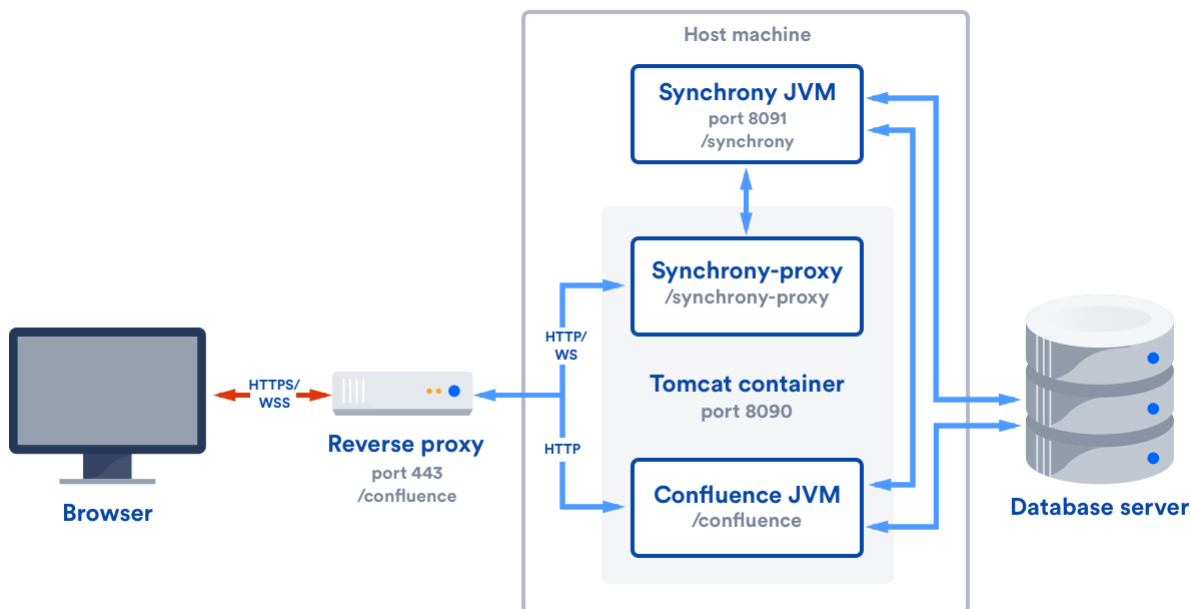 Host machine
Synchrony JVM
port 8091
/synchrony
Synchrony-proxy
/synchrony-proxy
HTTP/
WS
Tomcat container
port 8090
HTTPS/
WSS
Reverse proxy
port 443
/confluence
HTTP
Confluence JVM
/confluence
Browser
Database server